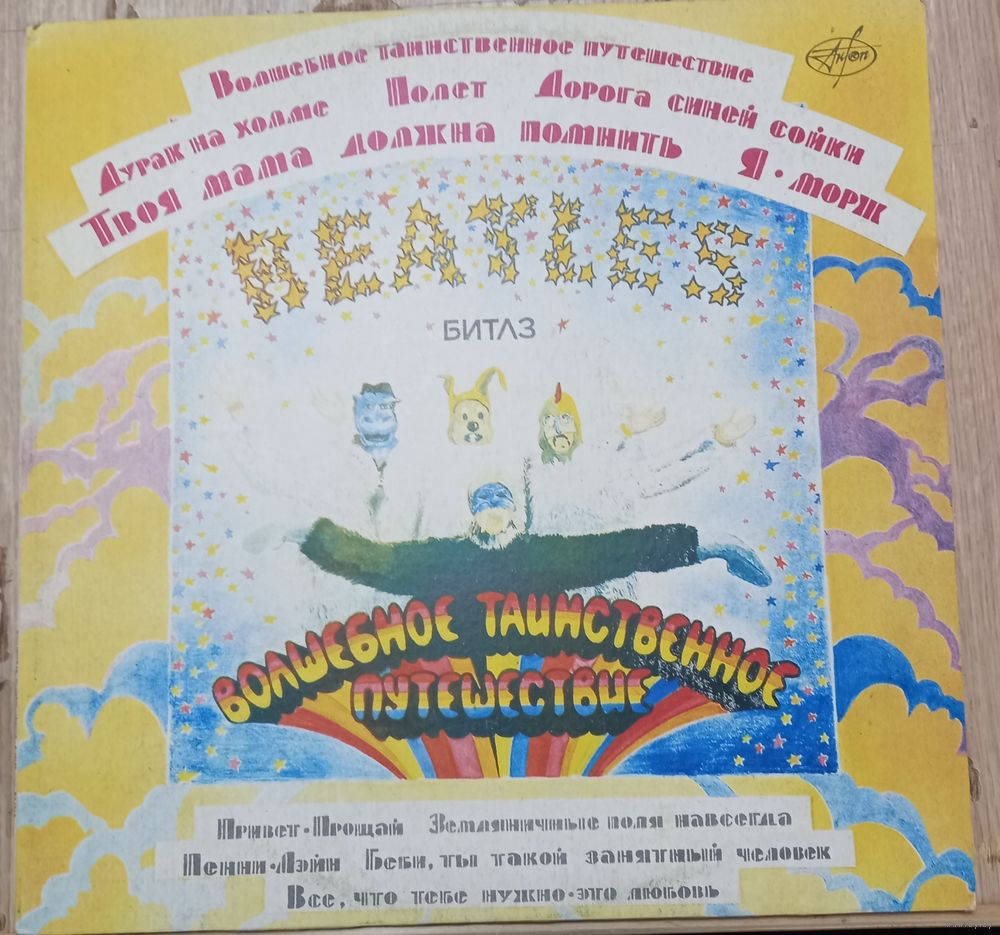 Волшебное таинственное путешествие
Дурак на холме Полет Дорога синей сойки
Твоя мама должна помнить Я • морж
АнТроп
BEATLES
БИТЛЗ
ВОЛШЕБНОЕ ТАИНСТВЕННОЕ
ПУТЕШЕСТВИЕ
Привет • Прощай Земляничные поля навсегда
Пенни • Лэйн Беби, ты такой занятный человек
Все, что тебе нужно • это любовь